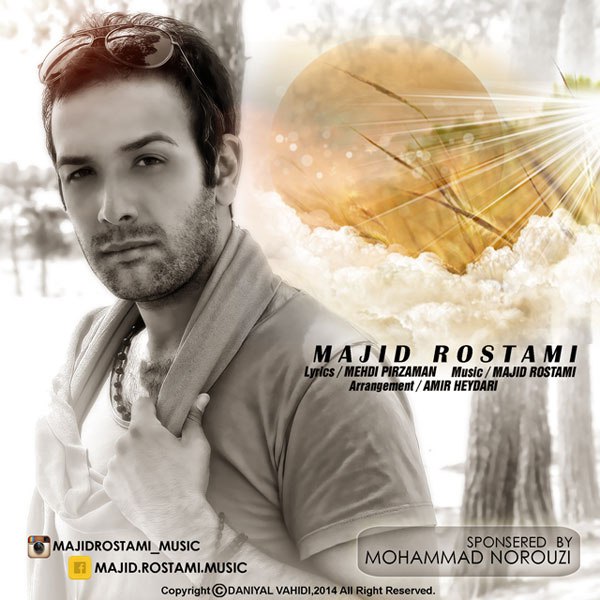 MAJID ROSTAMI
Lyrics / MEHDI PIRZAMAN Music / MAJID ROSTAMI
Arrangement / AMIR HEYDARI
SPONSERED BY
MOHAMMAD NOROUZI
MAJIDROSTAMI_MUSIC
f MAJID.ROSTAMI.MUSIC
Copyright ©DANIYAL VAHIDI,2014 All Right Reserved.